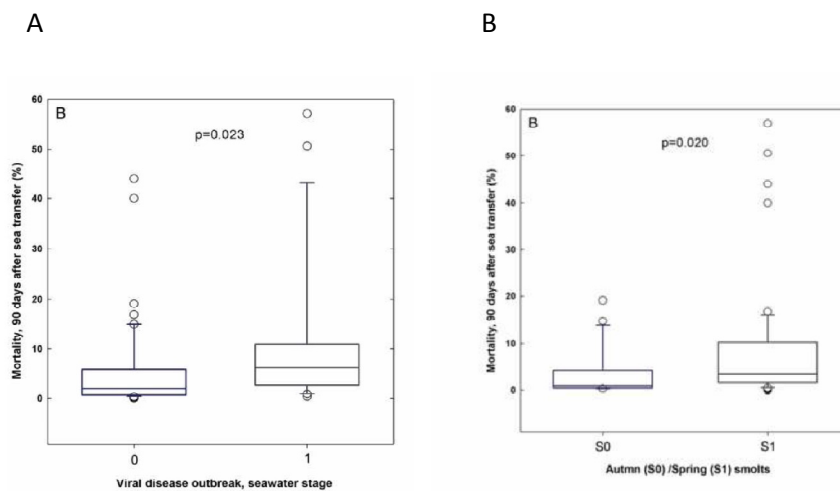 A
B
B
p=0.023
60
50
40
30
20
10
0
Mortality, 90 days after sea transfer (%)
0
1
Viral disease outbreak, seawater stage
B
p=0.020
60
50
40
30
20
10
0
Mortality, 90 days after sea transfer (%)
S0
S1
Autmn (S0) /Spring (S1) smolts